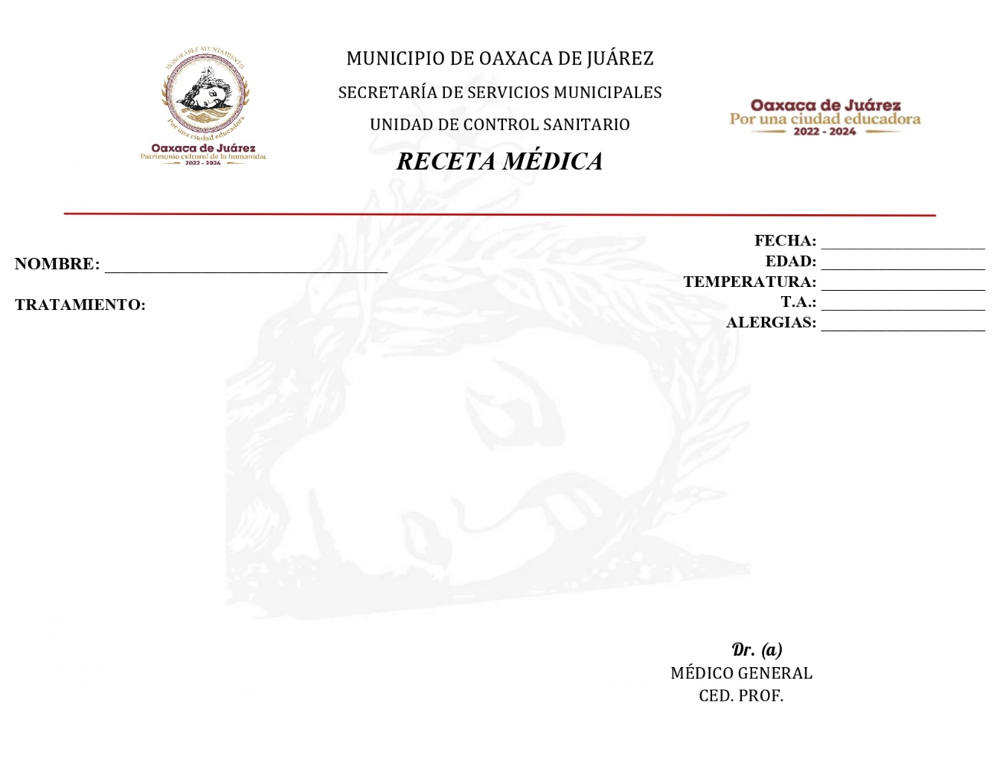 HONORABLE AYUNTAMIENTO
Por una ciudad educadora
Oaxaca de Juárez
Patrimonio cultural de la humanidad
2022 - 2024
MUNICIPIO DE OAXACA DE JUÁREZ
SECRETARÍA DE SERVICIOS MUNICIPALES
UNIDAD DE CONTROL SANITARIO
RECETA MÉDICA
Oaxaca de Juárez
Por una ciudad educadora
2022 - 2024
FECHA: ____________________
EDAD: ____________________
NOMBRE: _________________________________
TEMPERATURA: ____________________
TRATAMIENTO:
T.A.: ____________________
ALERGIAS: ____________________
Dr. (a)
MÉDICO GENERAL
CED. PROF.